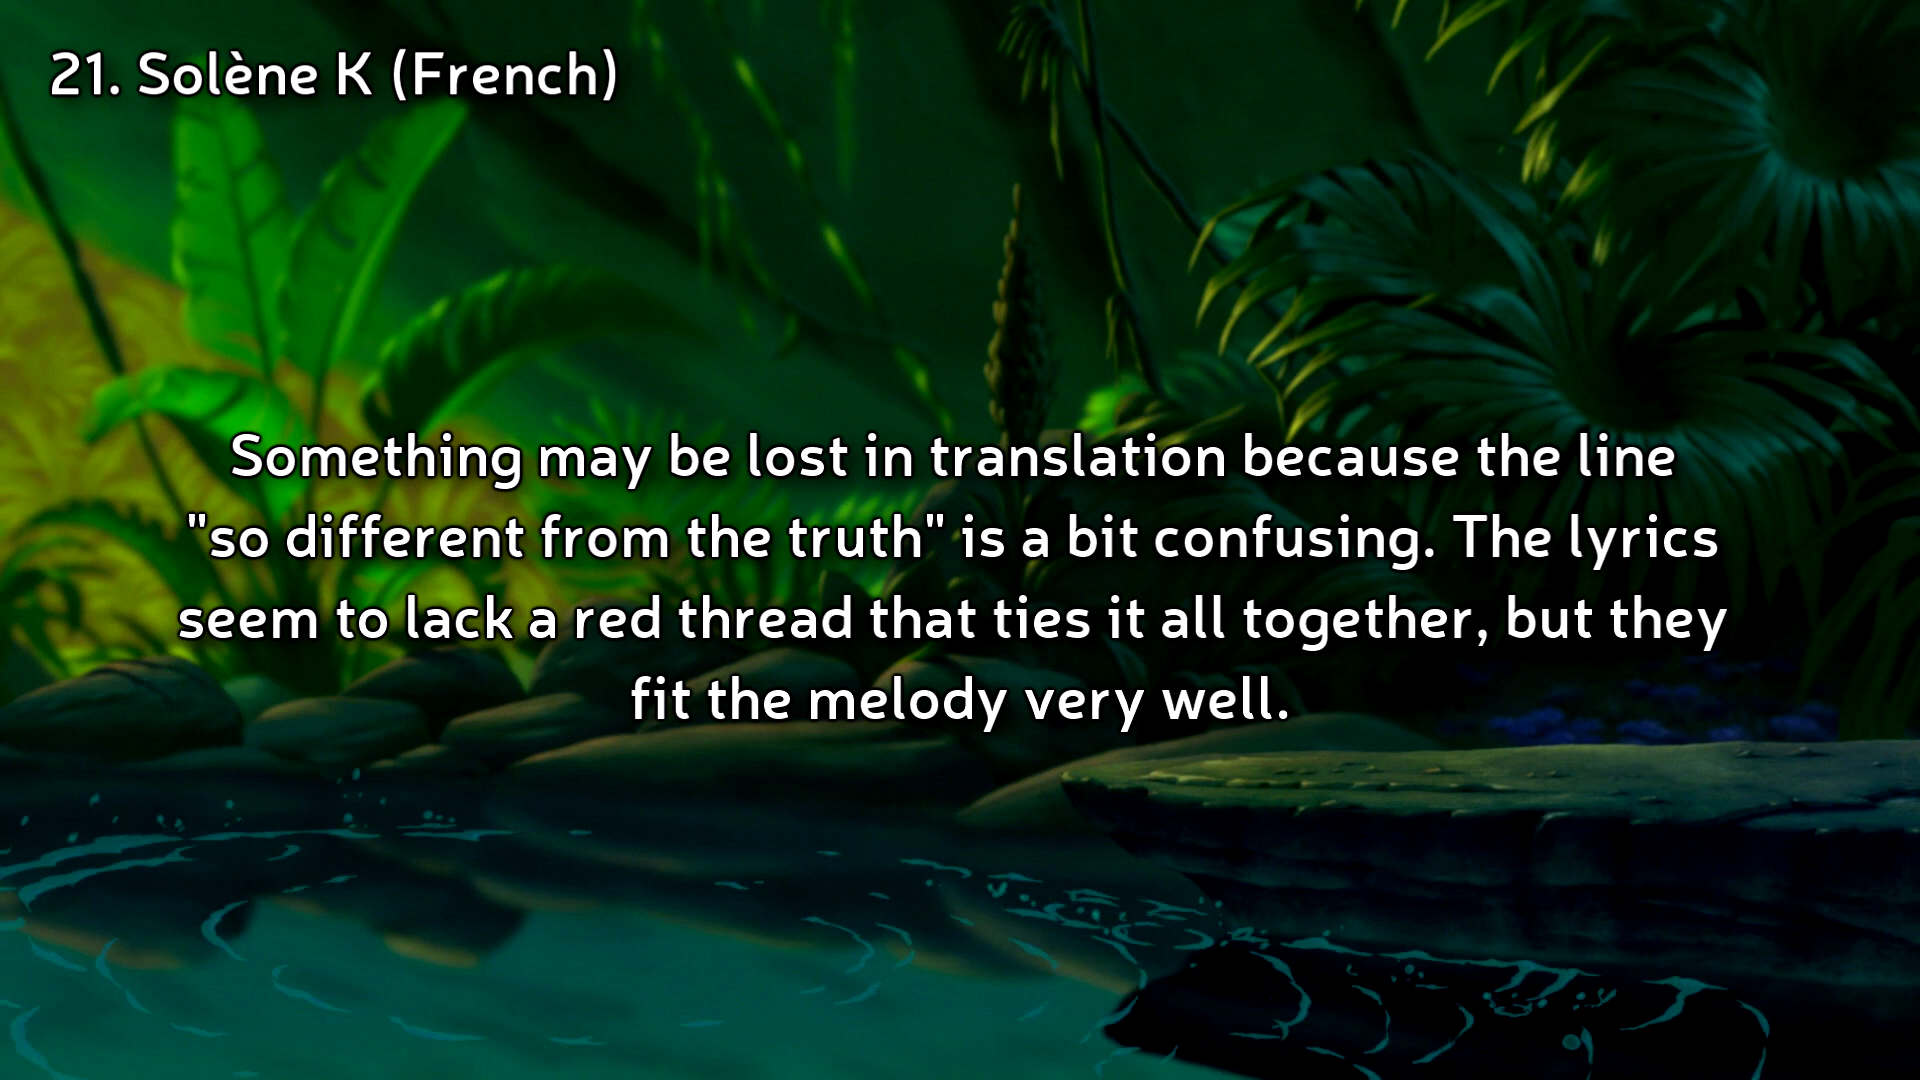 21. Solène K (French)
Something may be lost in translation because the line
"so different from the truth" is a bit confusing. The lyrics
seem to lack a red thread that ties it all together, but they
fit the melody very well.